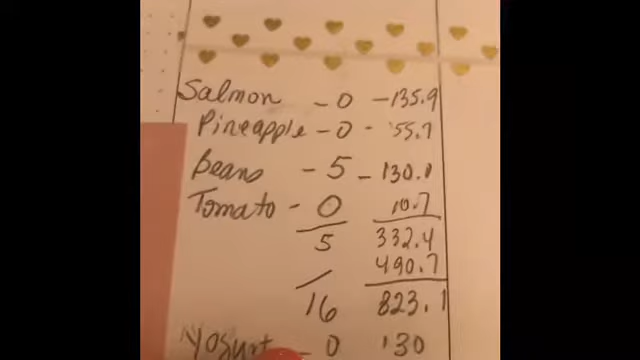 Salmon - 0 - 135.9
Pineapple - 0 - 55.7
Beans - 5 - 130.1
Tomato - 0 10.7
5 332.4
490.7
16 823.1
Yogurt - 0 130